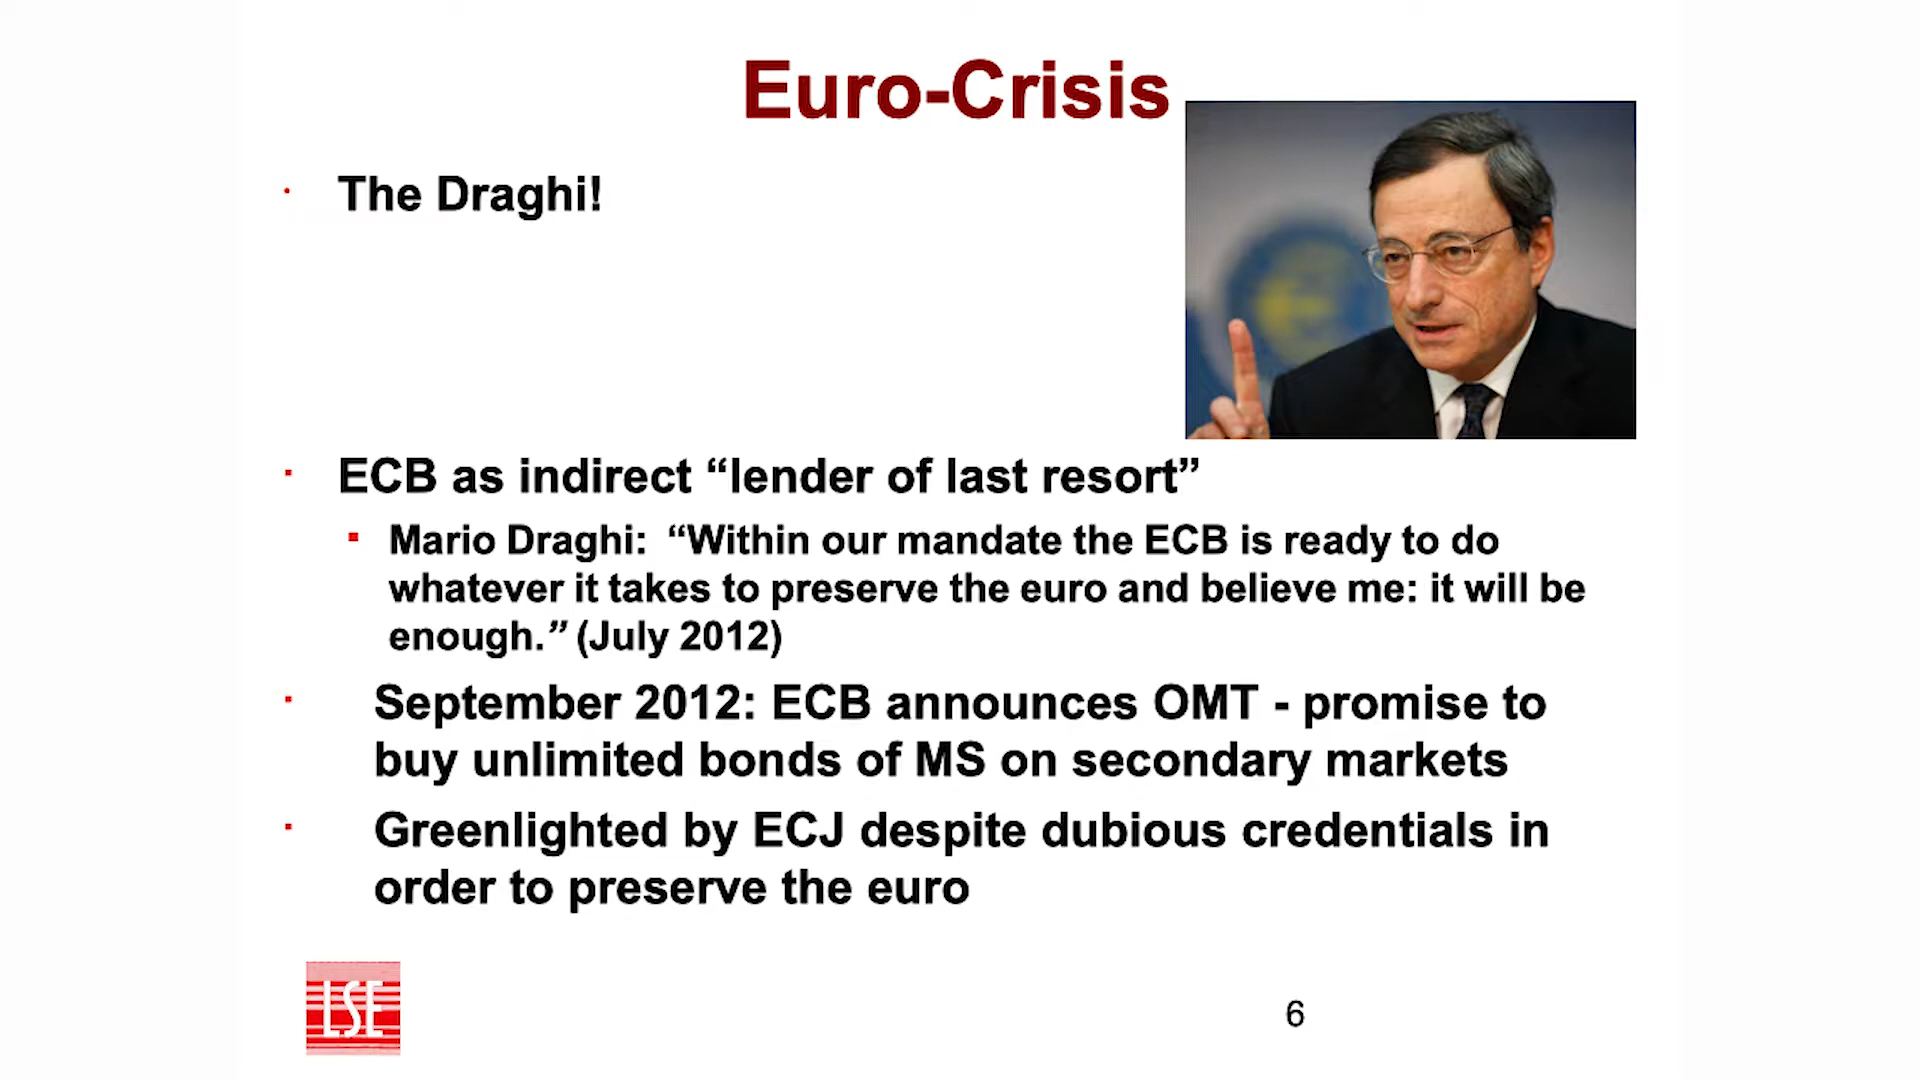 Euro-Crisis
The Draghi!
ECB as indirect “lender of last resort”
Mario Draghi:  “Within our mandate the ECB is ready to do
whatever it takes to preserve the euro and believe me: it will be
enough.” (July 2012)
September 2012: ECB announces OMT - promise to
buy unlimited bonds of MS on secondary markets
Greenlighted by ECJ despite dubious credentials in
order to preserve the euro
LSE
6